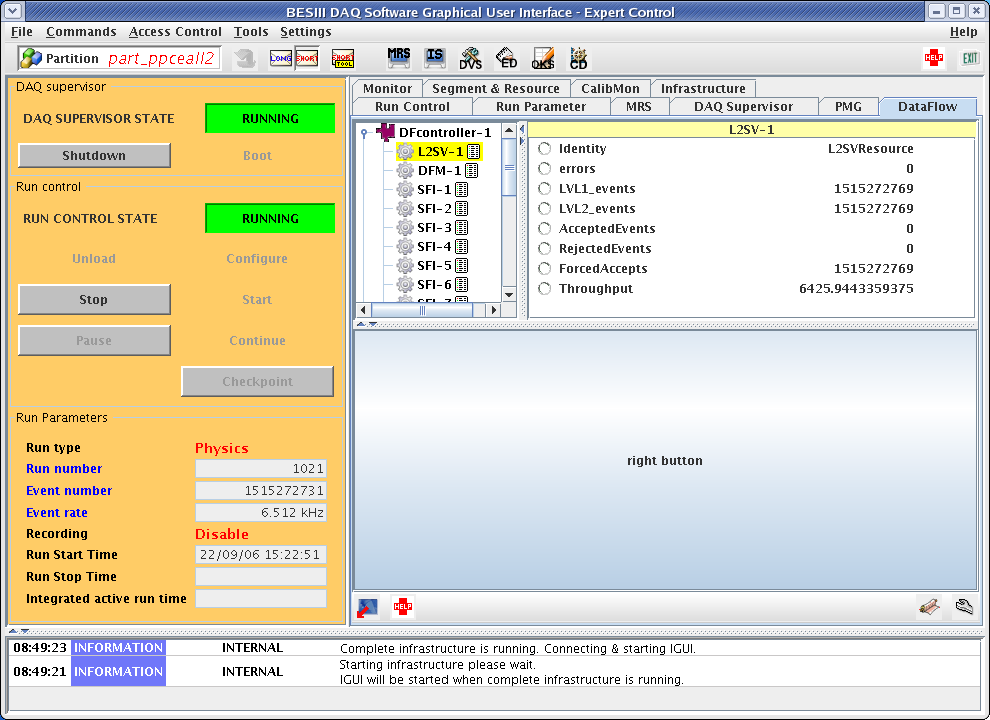 BESIII DAQ Software Graphical User Interface - Expert Control
File Commands Access Control Tools Settings Help
Partition part_ppceall2 LONG SHORT SHORT TOOL MRS IS DVS ED OKS CD HELP EXIT
DAQ supervisor
DAQ SUPERVISOR STATE RUNNING
Shutdown Boot
Run control
RUN CONTROL STATE RUNNING
Unload Configure
Stop Start
Pause Continue
Checkpoint
Run Parameters
Run type Physics
Run number 1021
Event number 1515272731
Event rate 6.512 kHz
Recording Disable
Run Start Time 22/09/06 15:22:51
Run Stop Time
Integrated active run time
Monitor Segment & Resource CalibMon Infrastructure
Run Control Run Parameter MRS DAQ Supervisor PMG DataFlow
DFcontroller-1
L2SV-1
DFM-1
SFI-1
SFI-2
SFI-3
SFI-4
SFI-5
SFI-6
SFI-7
L2SV-1
Identity L2SVResource
errors 0
LVL1_events 1515272769
LVL2_events 1515272769
AcceptedEvents 0
RejectedEvents 0
ForcedAccepts 1515272769
Throughput 6425.9443359375
right button
HELP
08:49:23 INFORMATION INTERNAL Complete infrastructure is running. Connecting & starting IGUI.
08:49:21 INFORMATION INTERNAL Starting infrastructure please wait.
IGUI will be started when complete infrastructure is running.